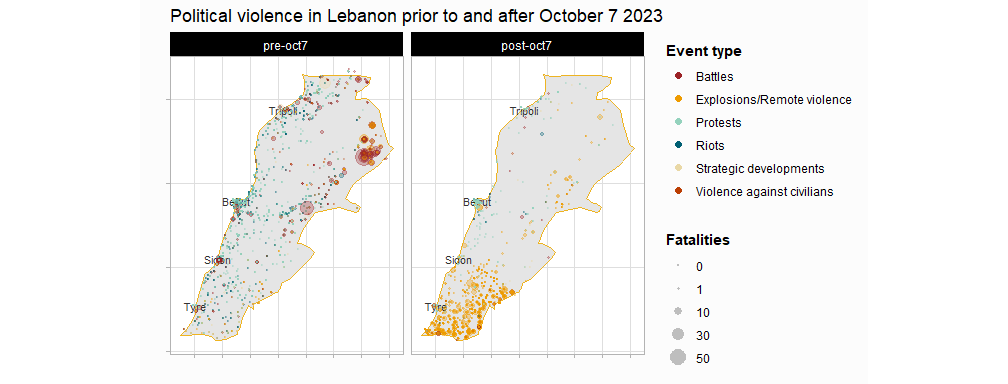 Political violence in Lebanon prior to and after October 7 2023
pre-oct7
post-oct7
Tripoli
Beirut
Sidon
Tyre
Tripoli
Beirut
Sidon
Tyre
Event type
Battles
Explosions/Remote violence
Protests
Riots
Strategic developments
Violence against civilians
Fatalities
0
1
10
30
50